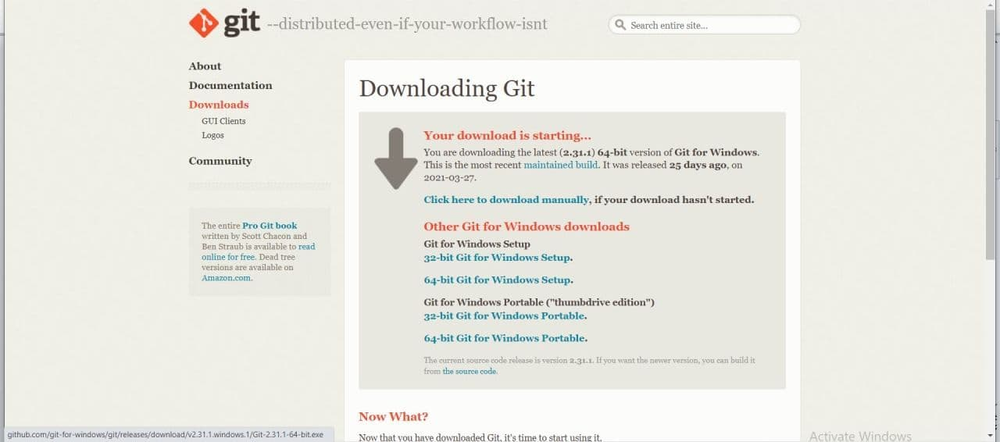 git --distributed-even-if-your-workflow-isnt
Search entire site...
About
Documentation
Downloads
GUI Clients
Logos
Community
The entire Pro Git book
written by Scott Chacon and
Ben Straub is available to read
online for free. Dead tree
versions are available on
Amazon.com.
Downloading Git
Your download is starting...
You are downloading the latest (2.31.1) 64-bit version of Git for Windows.
This is the most recent maintained build. It was released 25 days ago, on
2021-03-27.
Click here to download manually, if your download hasn't started.
Other Git for Windows downloads
Git for Windows Setup
32-bit Git for Windows Setup.
64-bit Git for Windows Setup.
Git for Windows Portable ("thumbdrive edition")
32-bit Git for Windows Portable.
64-bit Git for Windows Portable.
The current source code release is version 2.31.1. If you want the newer version, you can build it
from the source code.
Now What?
Now that you have downloaded Git, it's time to start using it.
github.com/git-for-windows/git/releases/download/v2.31.1.windows.1/Git-2.31.1-64-bit.exe
Activate Windows